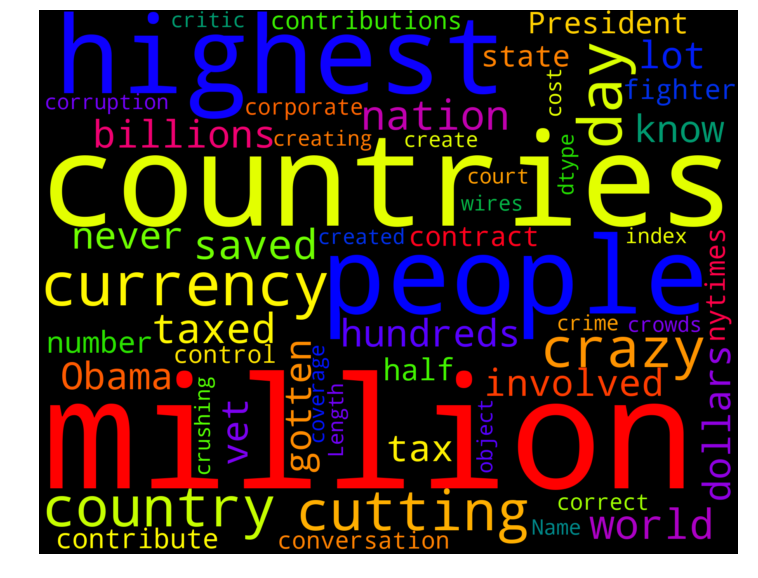 critic contributions President
highest state lot
corruption corporate nation cost day fighter
billions creating create know
countries court dtype
wires
never saved created contract index
currency people nytimes
number taxed hundreds crime crowds
control crazy
Obama gotten coverage half involved dollars
million crushing vet Length tax object
country cutting correct
contribute conversation Name world